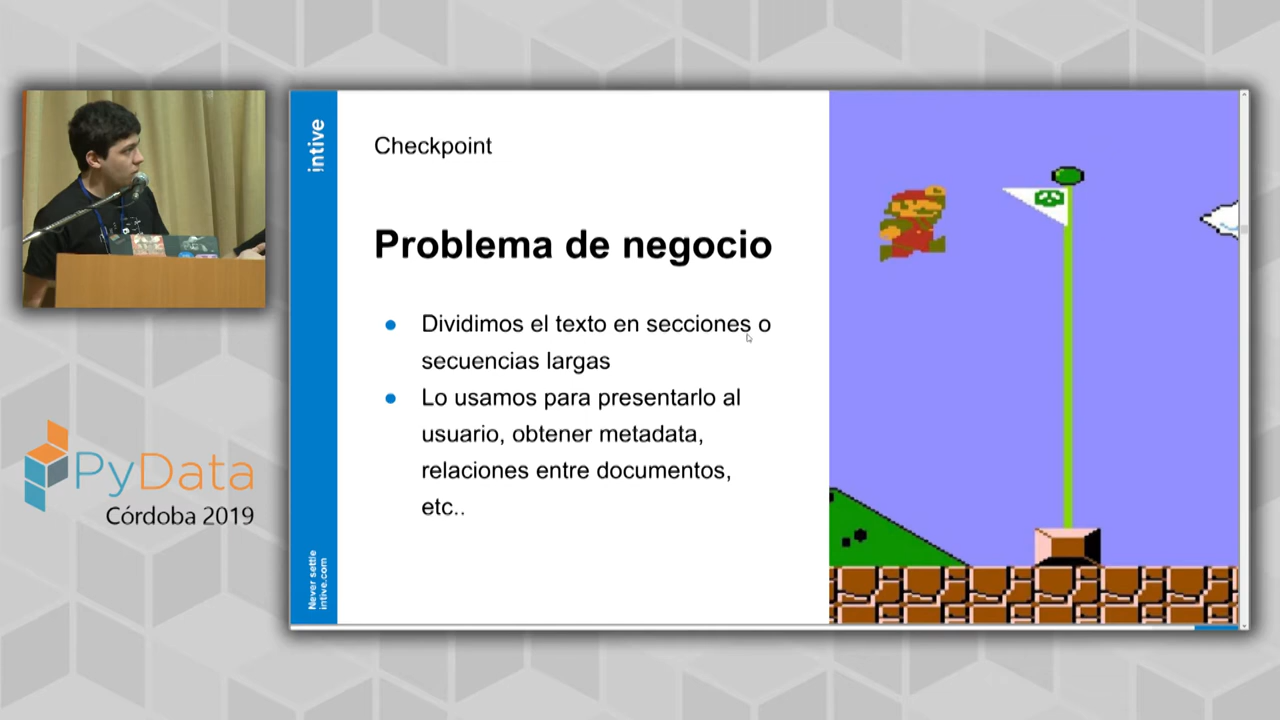 intive
Checkpoint
Problema de negocio
Dividimos el texto en secciones o
secuencias largas
Lo usamos para presentarlo al
usuario, obtener metadata,
relaciones entre documentos,
etc..
Never settle
intive.com
PyData
Córdoba 2019